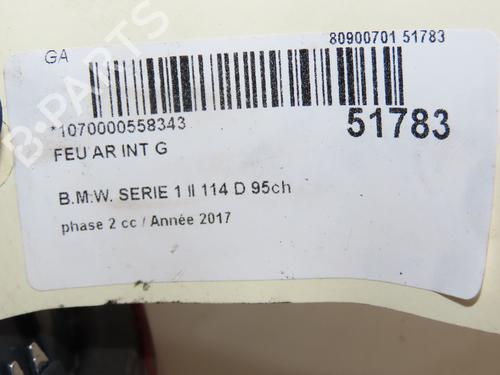 GA
80900701 51783
*1070000558343
51783
FEU AR INT G
B.M.W. SERIE 1 II 114 D 95ch
phase 2 cc / Année 2017
B-PARTS